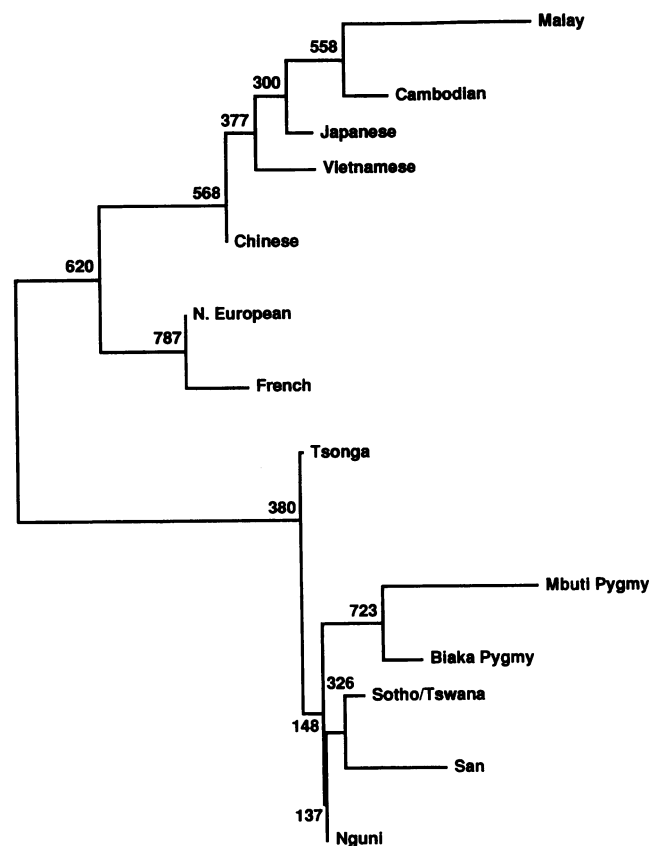 Malay
558
300
Cambodian
377
Japanese
Vietnamese
568
Chinese
620
N. European
787
French
Tsonga
380
Mbuti Pygmy
723
Biaka Pygmy
326
Sotho/Tswana
148
San
137
Nguni